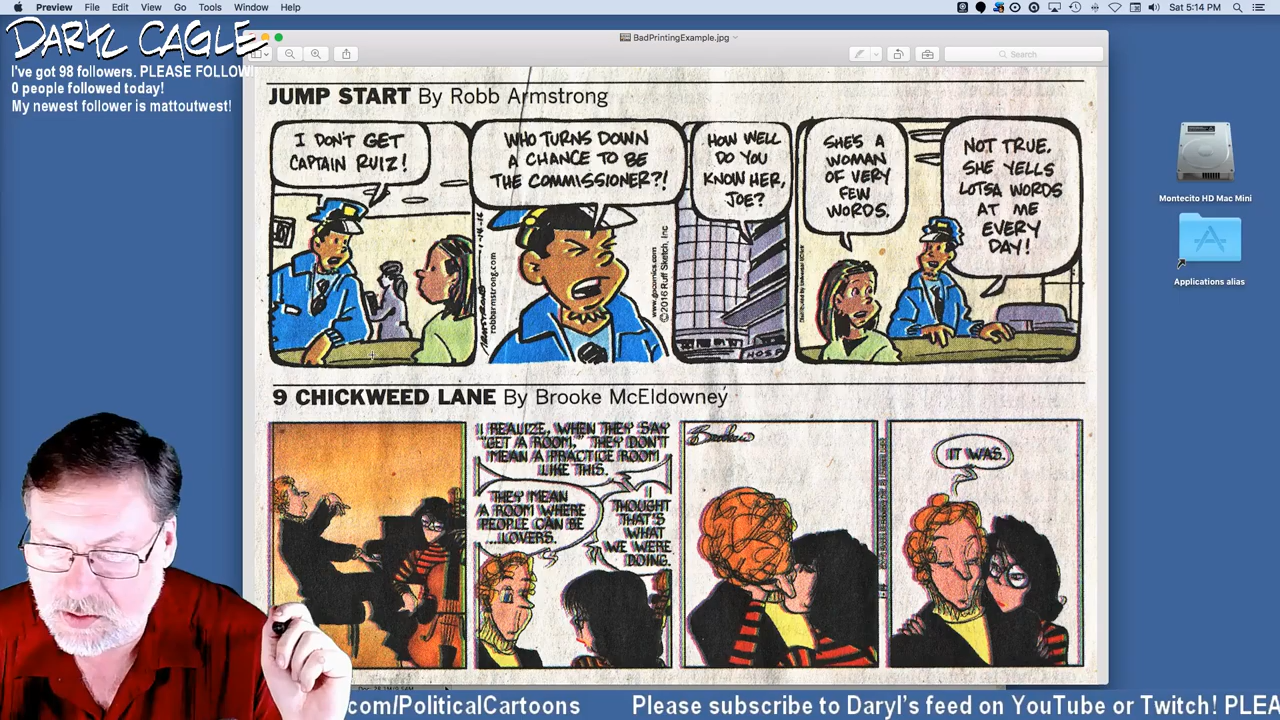 Preview File Edit View Go Tools Window Help
Sat 5:14 PM
DARYL CAGLE
I've got 98 followers. PLEASE FOLLOW
0 people followed today!
My newest follower is mattoutwest!
BadPrintingExample.jpg
Search
JUMP START By Robb Armstrong
I DON'T GET
CAPTAIN RUIZ!
WHO TURNS DOWN
A CHANCE TO BE
THE COMMISSIONER?!
HOW WELL
DO YOU
KNOW HER,
JOE?
SHE'S A
WOMAN
OF VERY
FEW
WORDS.
NOT TRUE.
SHE YELLS
LOTSA WORDS
AT ME
EVERY
DAY!
robbarmstrong.com
www.gocomics.com
©2016 Ruff Sketch, Inc
HOSP
9 CHICKWEED LANE By Brooke McEldowney
I REALIZE, WHEN THEY SAY
"GET A ROOM," THEY DON'T
MEAN A PRACTICE ROOM
LIKE THIS.
THEY MEAN
A ROOM WHERE
PEOPLE CAN BE
...LOVERS.
I
THOUGHT
THAT'S
WHAT
WE WERE
DOING.
IT WAS.
Montecito HD Mac Mini
Applications alias
.com/PoliticalCartoons Please subscribe to Daryl's feed on YouTube or Twitch! PLEA